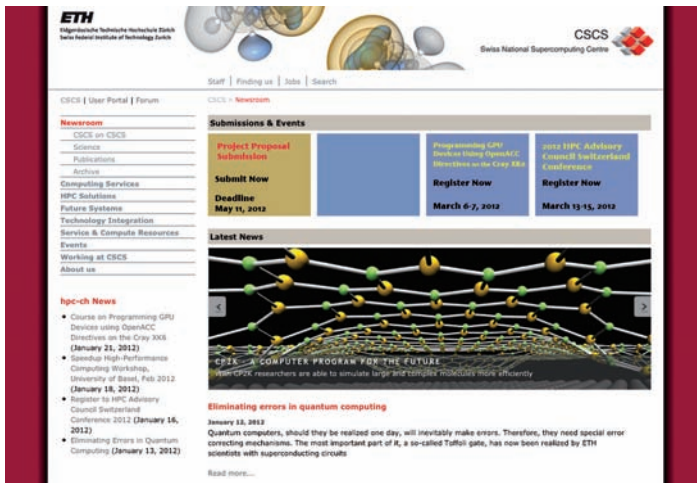 ETH
Eidgenössische Technische Hochschule Zürich
Swiss Federal Institute of Technology Zurich
CSCS
Swiss National Supercomputing Centre
Staff | Finding us | Jobs | Search
CSCS | User Portal | Forum
CSCS > Newsroom
Newsroom
CSCS on CSCS
Science
Publications
Archive
Computing Services
HPC Solutions
Future Systems
Technology Integration
Service & Compute Resources
Events
Working at CSCS
About us
hpc-ch News
• Course on Programming GPU
Devices using OpenACC
Directives on the Cray XK6
(January 21, 2012)
• Speedup High-Performance
Computing Workshop,
University of Basel, Feb 2012
(January 18, 2012)
• Register to HPC Advisory
Council Switzerland
Conference 2012 (January 16,
2012)
• Eliminating Errors in Quantum
Computing (January 13, 2012)
Submissions & Events
Project Proposal
Submission
Submit Now
Deadline
May 11, 2012
Programming GPU
Devices Using OpenACC
Directives on the Cray XK6
Register Now
March 6-7, 2012
2012 HPC Advisory
Council Switzerland
Conference
Register Now
March 13-15, 2012
Latest News
<
>
CP2K - A COMPUTER PROGRAM FOR THE FUTURE
With CP2K researchers are able to simulate large and complex molecules more efficiently
Eliminating errors in quantum computing
January 13, 2012
Quantum computers, should they be realized one day, will inevitably make errors. Therefore, they need special error
correcting mechanisms. The most important part of it, a so-called Toffoli gate, has now been realized by ETH
scientists with superconducting circuits
Read more...